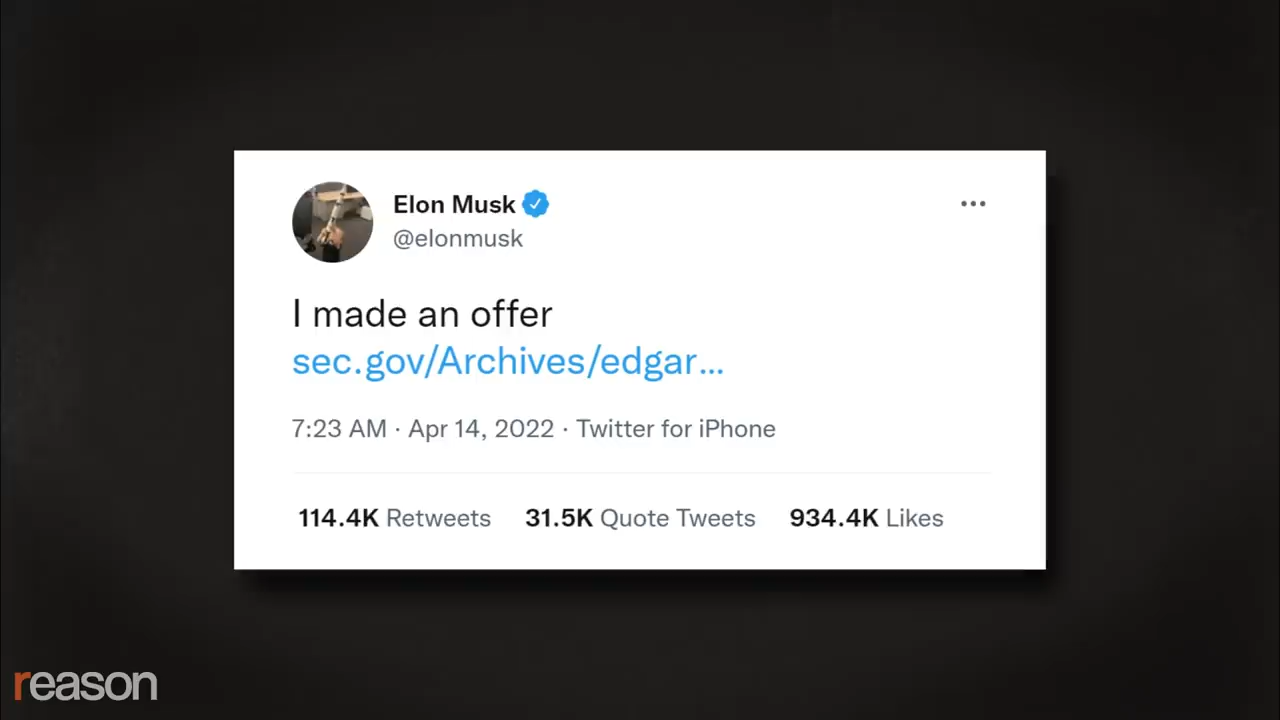 Elon Musk
@elonmusk
I made an offer
sec.gov/Archives/edgar...
7:23 AM · Apr 14, 2022 · Twitter for iPhone
114.4K Retweets 31.5K Quote Tweets 934.4K Likes
reason